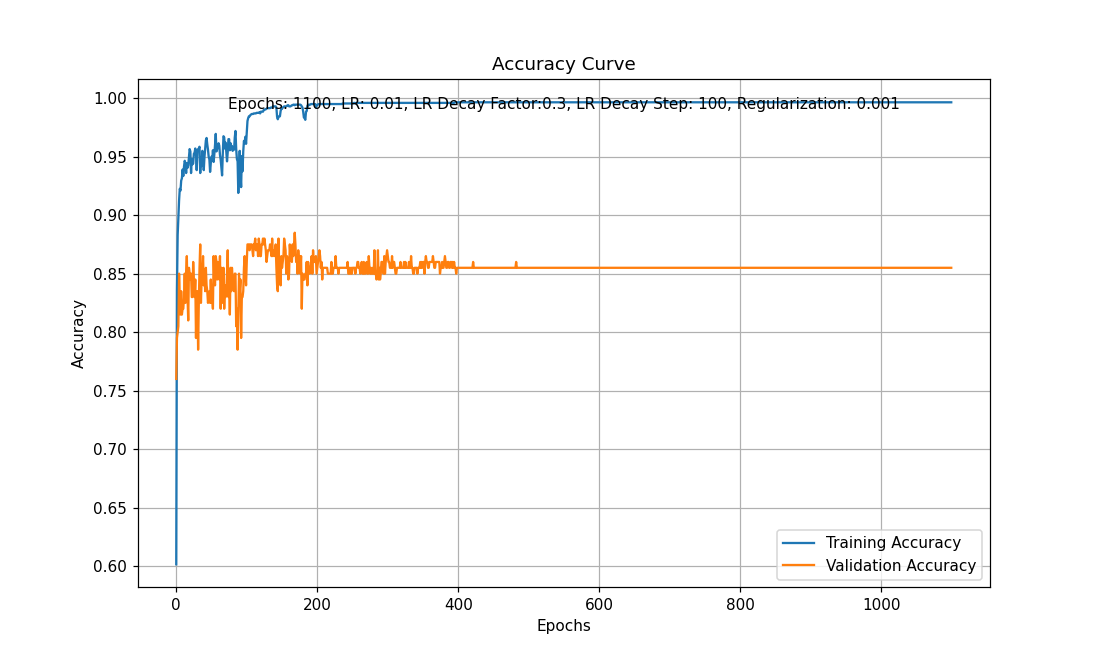 Accuracy Curve
Epochs: 1100, LR: 0.01, LR Decay Factor:0.3, LR Decay Step: 100, Regularization: 0.001
1.00
0.95
0.90
0.85
0.80
0.75
0.70
0.65
0.60
Accuracy
Training Accuracy
Validation Accuracy
0
200
400
600
800
1000
Epochs